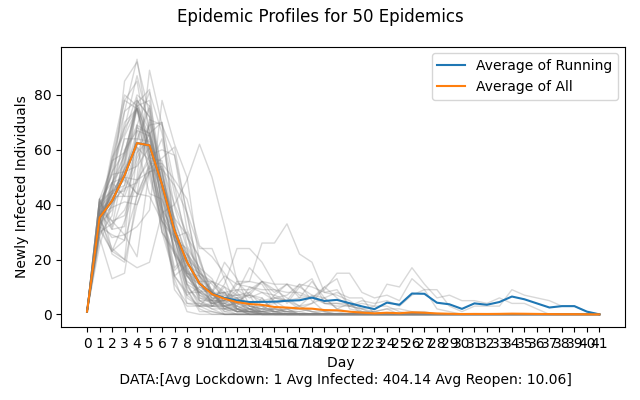 Epidemic Profiles for 50 Epidemics
Average of Running
Average of All
Newly Infected Individuals
80
60
40
20
0
0 1 2 3 4 5 6 7 8 9 10 11 12 13 14 15 16 17 18 19 20 21 22 23 24 25 26 27 28 29 30 31 32 33 34 35 36 37 38 39 40 41
Day
DATA:[Avg Lockdown: 1 Avg Infected: 404.14 Avg Reopen: 10.06]